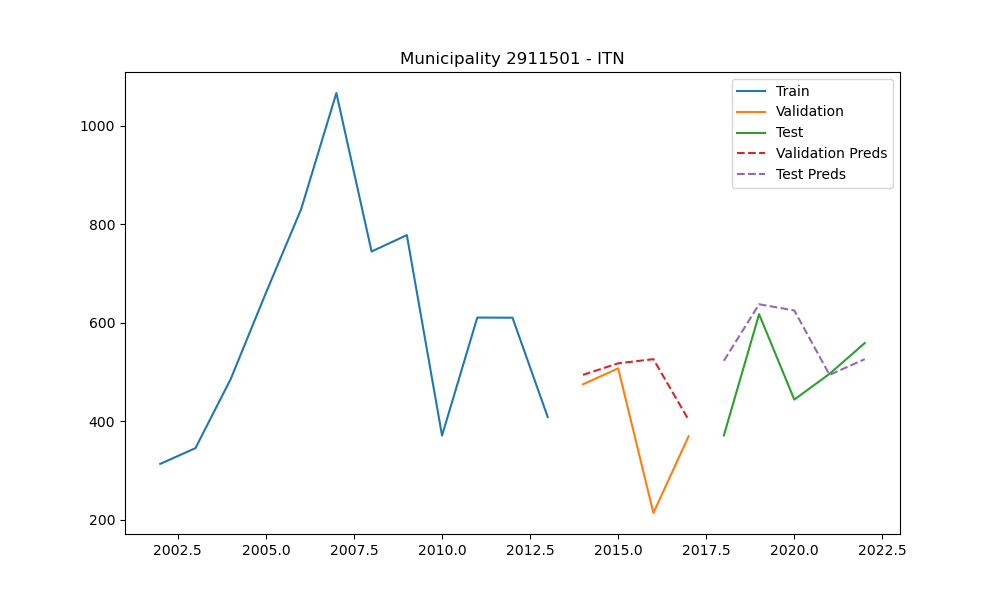 Municipality 2911501 - ITN
Train
Validation
Test
Validation Preds
Test Preds
1000
800
600
400
200
2002.5 2005.0 2007.5 2010.0 2012.5 2015.0 2017.5 2020.0 2022.5